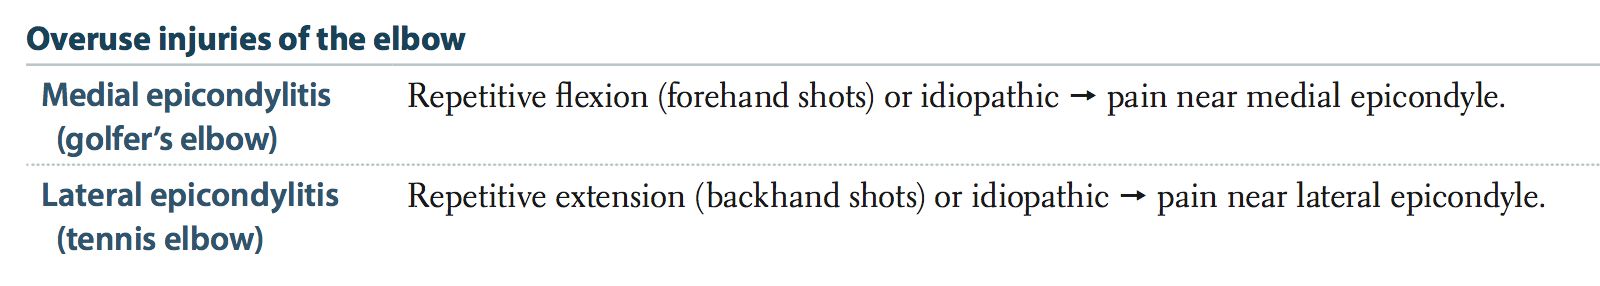 Overuse injuries of the elbow
Medial epicondylitis Repetitive flexion (forehand shots) or idiopathic → pain near medial epicondyle.
(golfer’s elbow)
Lateral epicondylitis Repetitive extension (backhand shots) or idiopathic → pain near lateral epicondyle.
(tennis elbow)